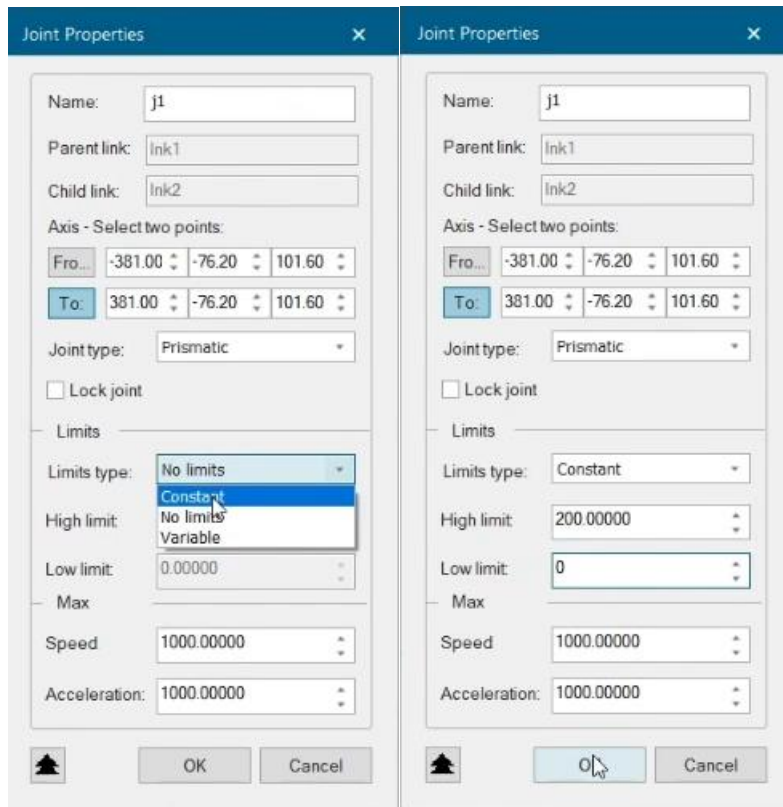 Joint Properties ×
Name: j1
Parent link: lnk1
Child link: lnk2
Axis - Select two points:
Fro... -381.00 -76.20 101.60
To: 381.00 -76.20 101.60
Joint type: Prismatic
Lock joint
Limits
Limits type: No limits
Constant
No limits
Variable
High limit
Low limit: 0.00000
Max
Speed 1000.00000
Acceleration: 1000.00000
OK Cancel
Joint Properties ×
Name: j1
Parent link: lnk1
Child link: lnk2
Axis - Select two points:
Fro... -381.00 -76.20 101.60
To: 381.00 -76.20 101.60
Joint type: Prismatic
Lock joint
Limits
Limits type: Constant
High limit: 200.00000
Low limit: 0
Max
Speed 1000.00000
Acceleration: 1000.00000
OK Cancel